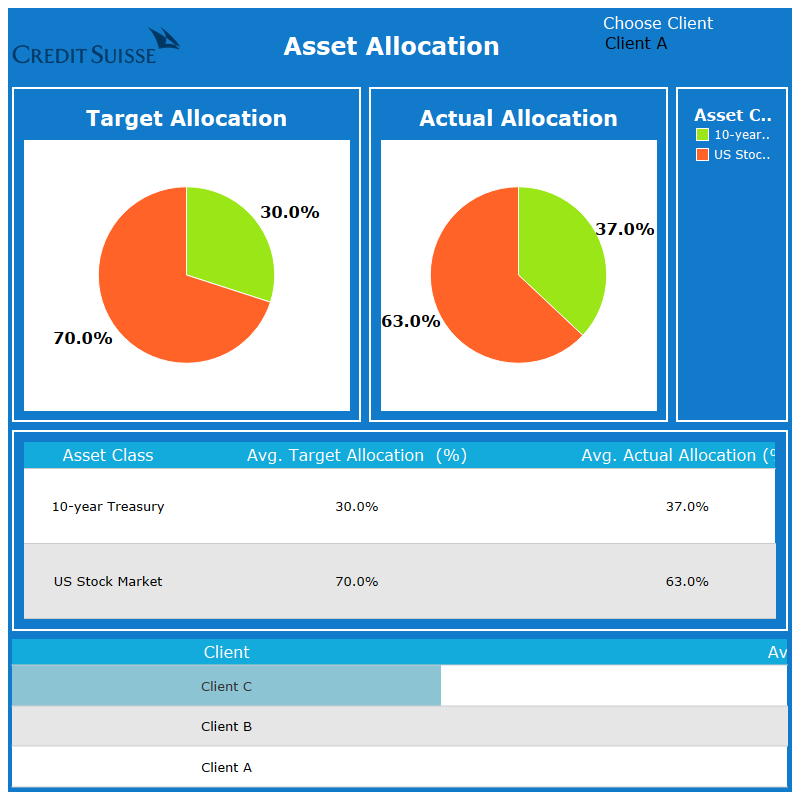 Choose Client
Client A
CREDIT SUISSE
Asset Allocation
Target Allocation
30.0%
70.0%
Actual Allocation
37.0%
63.0%
Asset C..
10-year..
US Stoc..
Asset Class Avg. Target Allocation (%) Avg. Actual Allocation (%
10-year Treasury 30.0% 37.0%
US Stock Market 70.0% 63.0%
Client Av
Client C
Client B
Client A